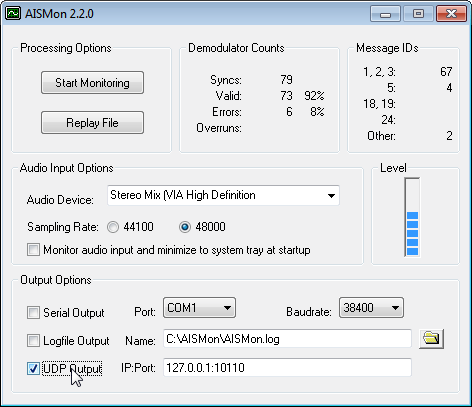 AISMon 2.2.0
Processing Options
Start Monitoring
Replay File
Demodulator Counts
Syncs: 79
Valid: 73 92%
Errors: 6 8%
Overruns:
Message IDs
1, 2, 3: 67
5: 4
18, 19:
24:
Other: 2
Audio Input Options
Audio Device: Stereo Mix (VIA High Definition
Sampling Rate: 44100 48000
Monitor audio input and minimize to system tray at startup
Level
Output Options
Serial Output Port: COM1 Baudrate: 38400
Logfile Output Name: C:\AISMon\AISMon.log
UDP Output IP:Port: 127.0.0.1:10110